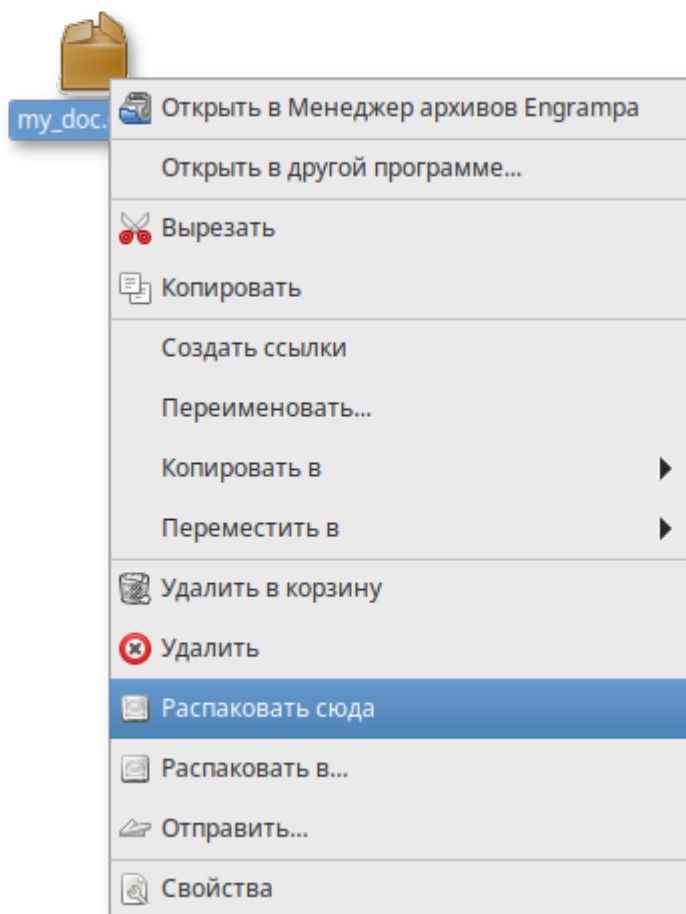 my_doc.
Открыть в Менеджер архивов Engrampa
Открыть в другой программе...
Вырезать
Копировать
Создать ссылки
Переименовать...
Копировать в
Переместить в
Удалить в корзину
Удалить
Распаковать сюда
Распаковать в...
Отправить...
Свойства